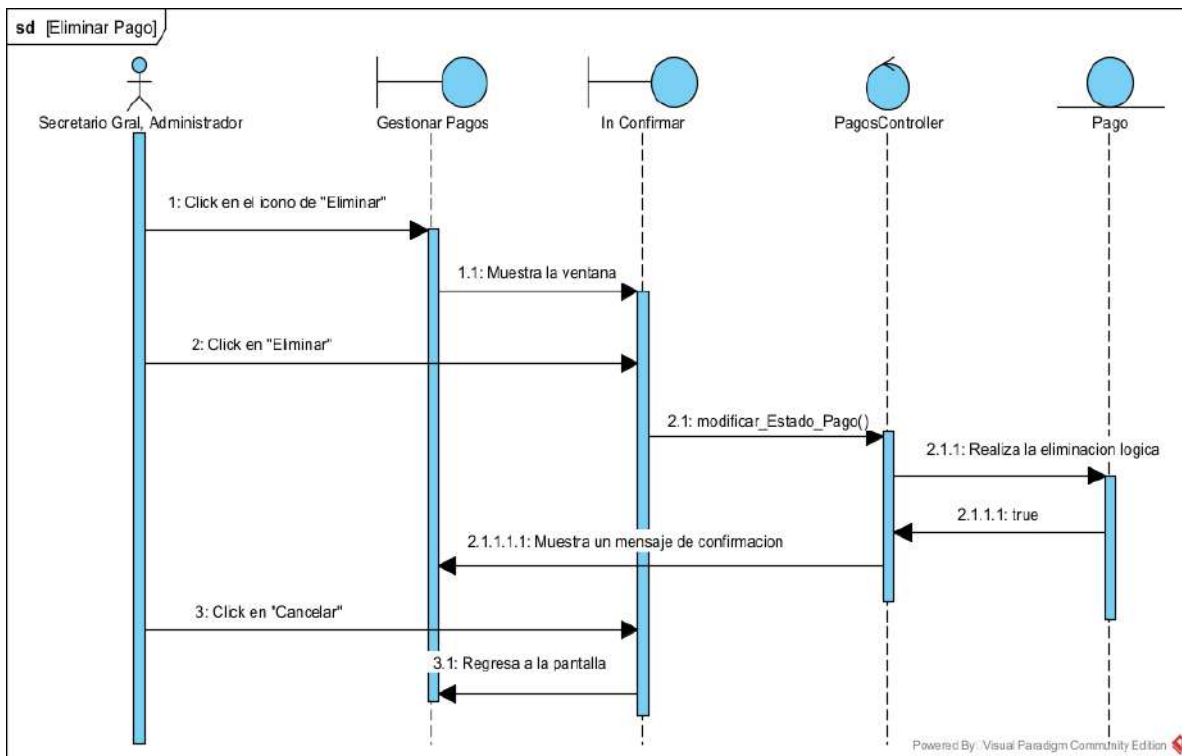 sd [Eliminar Pago]
Secretario Gral, Administrador
Gestionar Pagos
In Confirmar
PagosController
Pago
1: Click en el icono de "Eliminar"
1.1: Muestra la ventana
2: Click en "Eliminar"
2.1: modificar_Estado_Pago()
2.1.1: Realiza la eliminacion logica
2.1.1.1: true
2.1.1.1.1: Muestra un mensaje de confirmacion
3: Click en "Cancelar"
3.1: Regresa a la pantalla
Powered By: Visual Paradigm Community Edition